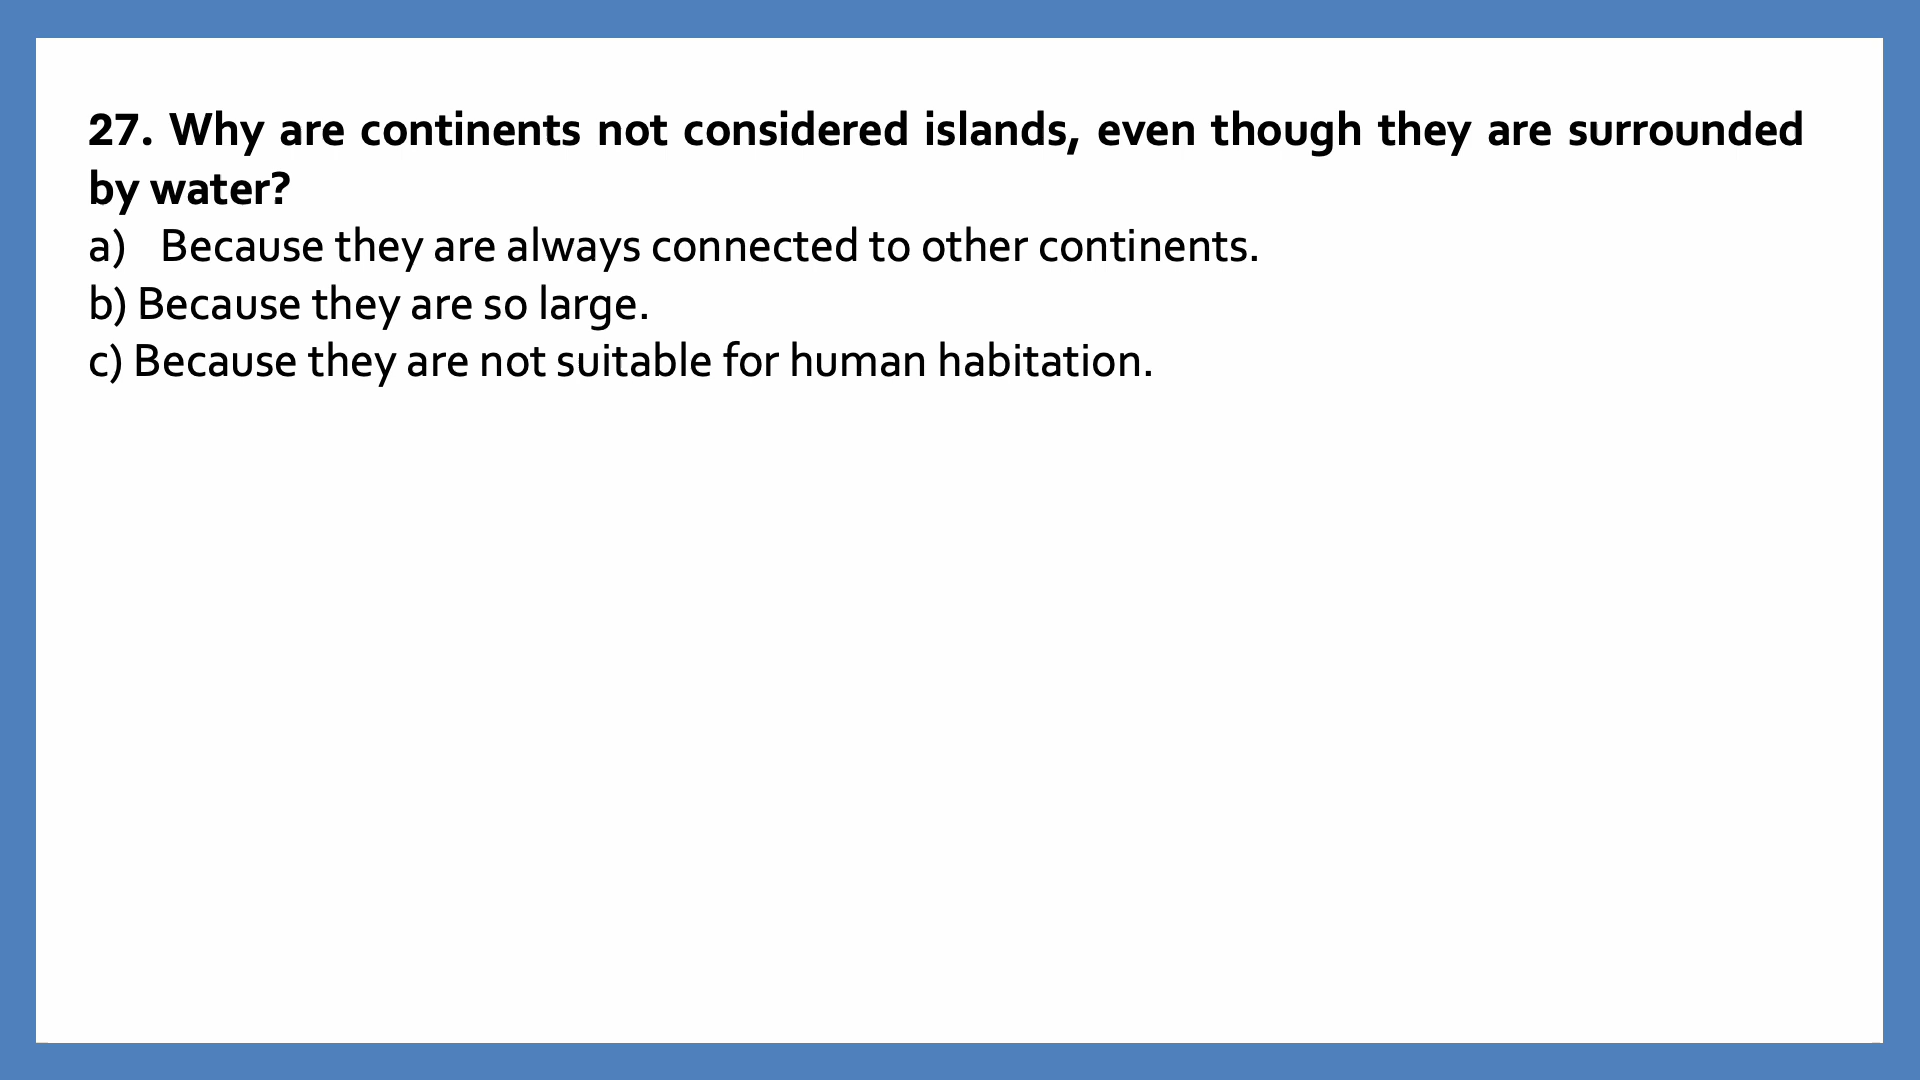 27. Why are continents not considered islands, even though they are surrounded
by water?
a) Because they are always connected to other continents.
b) Because they are so large.
c) Because they are not suitable for human habitation.